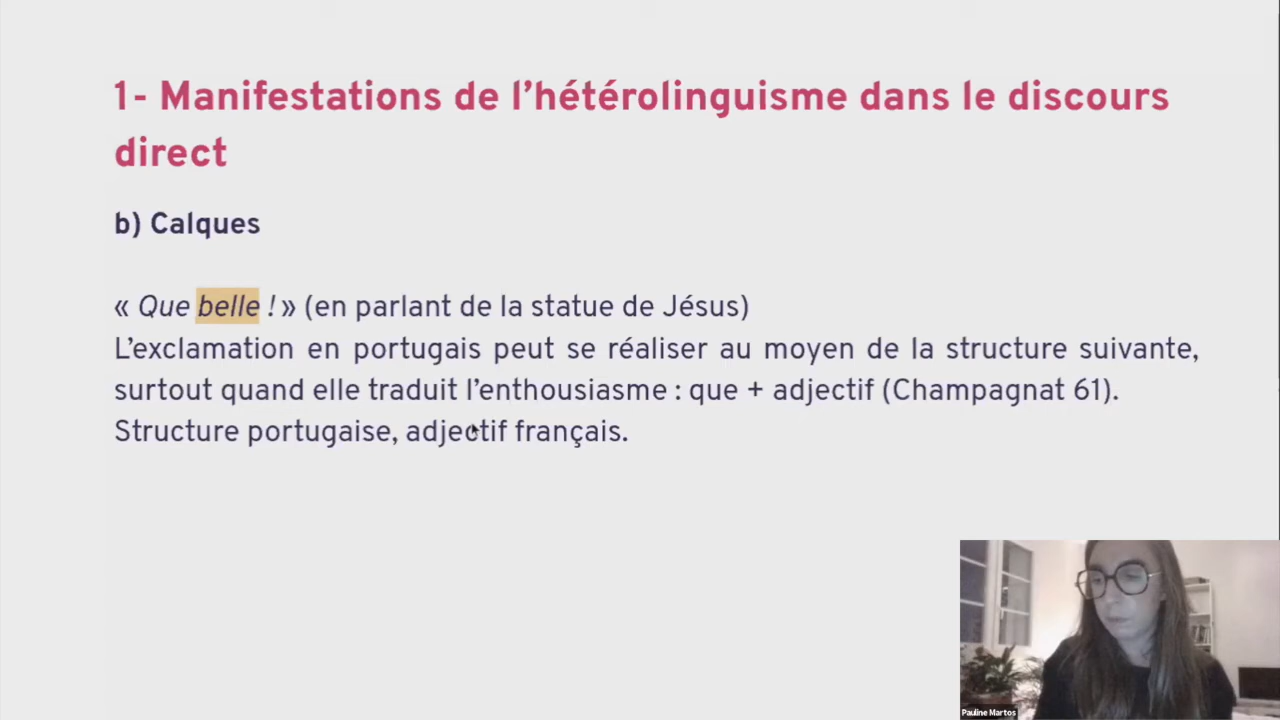 1- Manifestations de l’hétérolinguisme dans le discours
direct
b) Calques
« Que belle ! » (en parlant de la statue de Jésus)
L’exclamation en portugais peut se réaliser au moyen de la structure suivante,
surtout quand elle traduit l’enthousiasme : que + adjectif (Champagnat 61).
Structure portugaise, adjectif français.
Pauline Martos